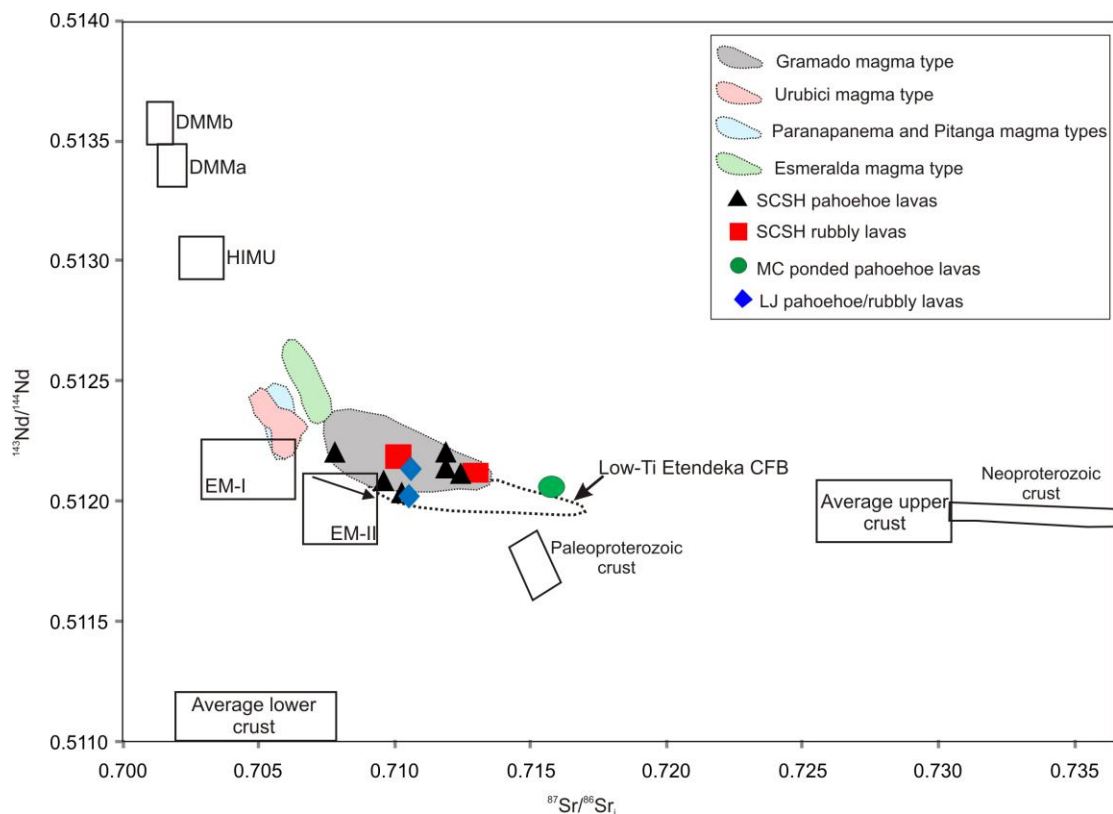 0.5140
Gramado magma type
Urubici magma type
DMMb
Paranapanema and Pitanga magma types
0.5135
DMMa
Esmeralda magma type
SCSH pahoehoe lavas
SCSH rubbly lavas
0.5130
HIMU
MC ponded pahoehoe lavas
LJ pahoehoe/rubbly lavas
¹⁴³Nd/¹⁴⁴Nd
0.5125
Low-Ti Etendeka CFB
EM-I
Neoproterozoic
crust
Average upper
crust
0.5120
EM-II
Paleoproterozoic
crust
0.5115
Average lower
crust
0.5110
0.700 0.705 0.710 0.715 0.720 0.725 0.730 0.735
⁸⁷Sr/⁸⁶Srᵢ